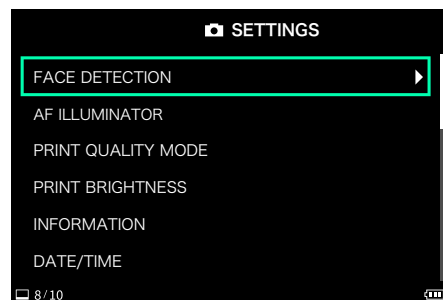 SETTINGS
FACE DETECTION
AF ILLUMINATOR
PRINT QUALITY MODE
PRINT BRIGHTNESS
INFORMATION
DATE/TIME
8/10